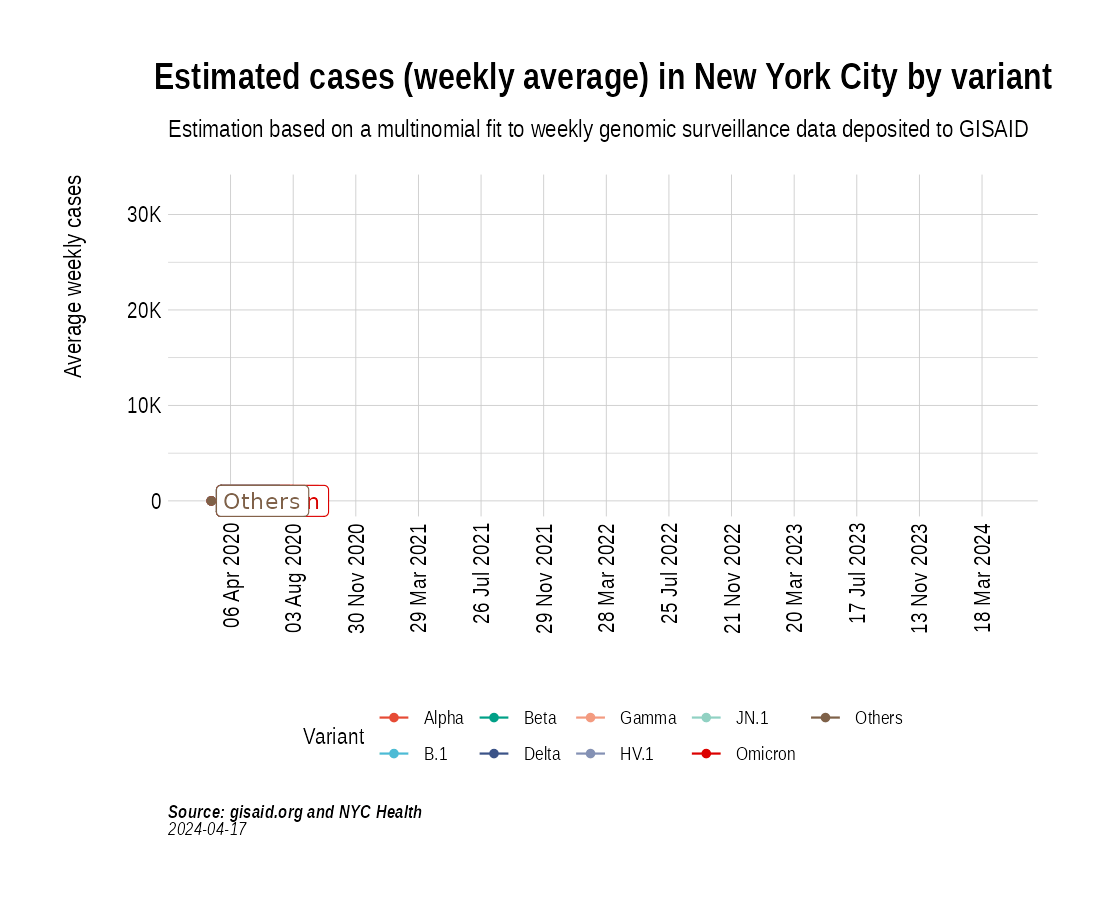 Estimated cases (weekly average) in New York City by variant
Estimation based on a multinomial fit to weekly genomic surveillance data deposited to GISAID
Average weekly cases
30K
20K
10K
0
Others
n
06 Apr 2020
03 Aug 2020
30 Nov 2020
29 Mar 2021
26 Jul 2021
29 Nov 2021
28 Mar 2022
25 Jul 2022
21 Nov 2022
20 Mar 2023
17 Jul 2023
13 Nov 2023
18 Mar 2024
Variant
Alpha
Beta
Gamma
JN.1
Others
B.1
Delta
HV.1
Omicron
Source: gisaid.org and NYC Health
2024-04-17